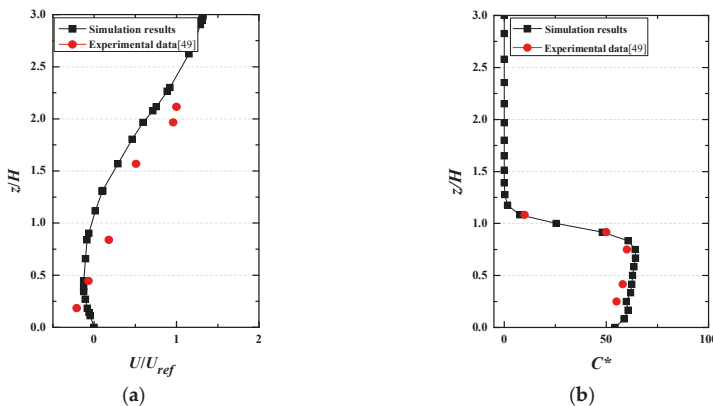 Simulation results
Experimental data[49]
3.0
2.5
2.0
1.5
1.0
0.5
0.0
z/H
0
1
2
U/U_ref
(a)
Simulation results
Experimental data[49]
3.0
2.5
2.0
1.5
1.0
0.5
0.0
z/H
0
50
100
C*
(b)